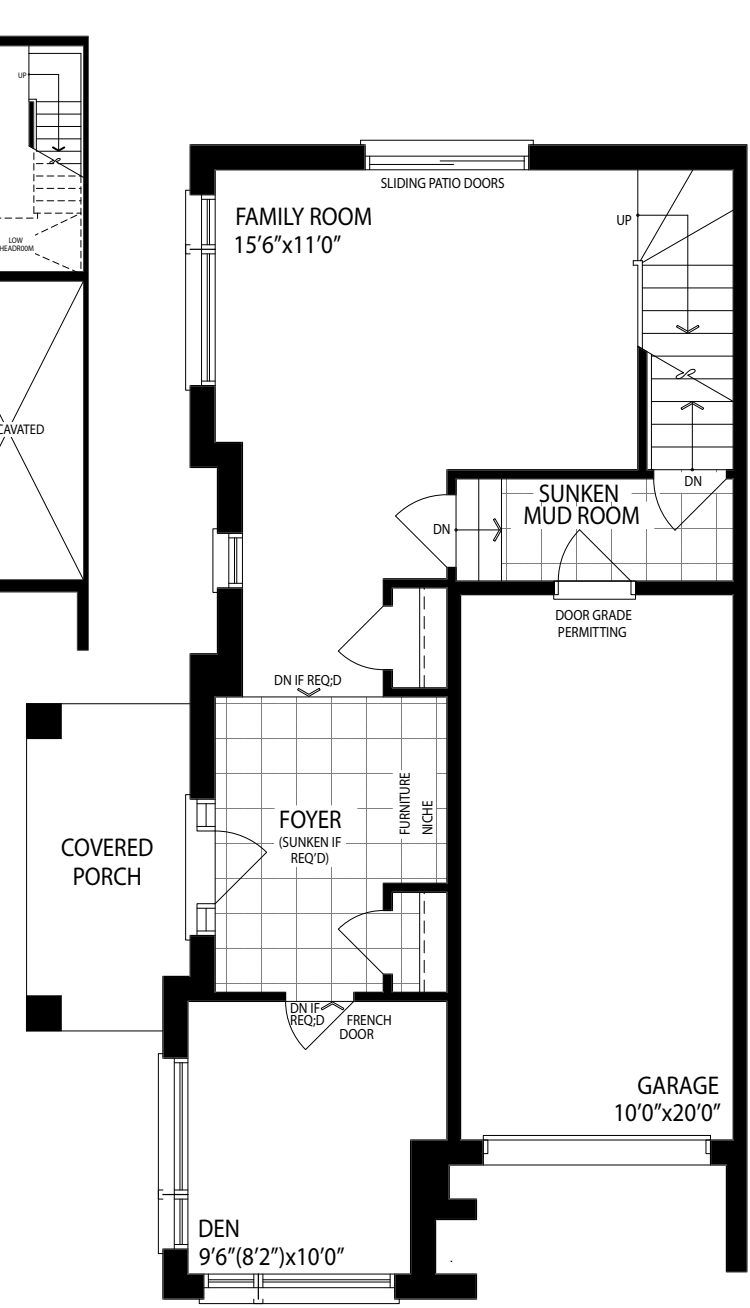 UP
LOW
HEADROOM
CAVATED
SLIDING PATIO DOORS
FAMILY ROOM
15'6"x11'0"
UP
DN
SUNKEN
MUD ROOM
DN
DOOR GRADE
PERMITTING
DN IF REQ;D
FOYER
(SUNKEN IF
REQ'D)
FURNITURE
NICHE
COVERED
PORCH
DN IF
REQ;D
FRENCH
DOOR
GARAGE
10'0"x20'0"
DEN
9'6"(8'2")x10'0"